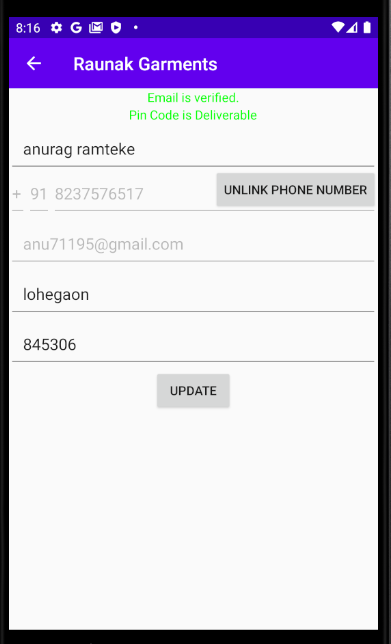 8:16
Raunak Garments
Email is verified.
Pin Code is Deliverable
anurag ramteke
+ 91 8237576517 UNLINK PHONE NUMBER
anu71195@gmail.com
lohegaon
845306
UPDATE